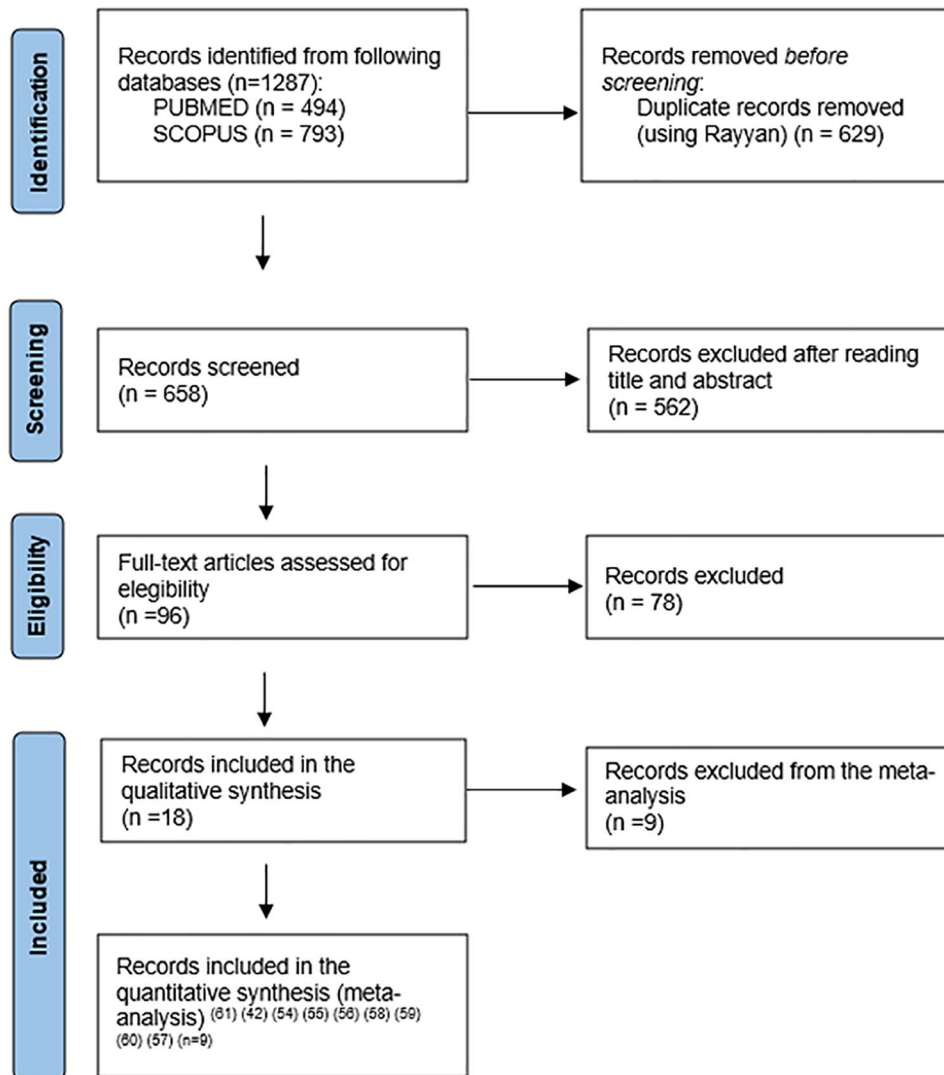 Identification
Records identified from following
databases (n=1287):
PUBMED (n = 494)
SCOPUS (n = 793)
Records removed before
screening:
Duplicate records removed
(using Rayyan) (n = 629)
Screening
Records screened
(n = 658)
Records excluded after reading
title and abstract
(n = 562)
Eligibility
Full-text articles assessed for
elegibility
(n =96)
Records excluded
(n = 78)
Included
Records included in the
qualitative synthesis
(n =18)
Records excluded from the meta-
analysis
(n =9)
Records included in the
quantitative synthesis (meta-
analysis) (61) (42) (54) (55) (56) (58) (59)
(60) (57) (n=9)